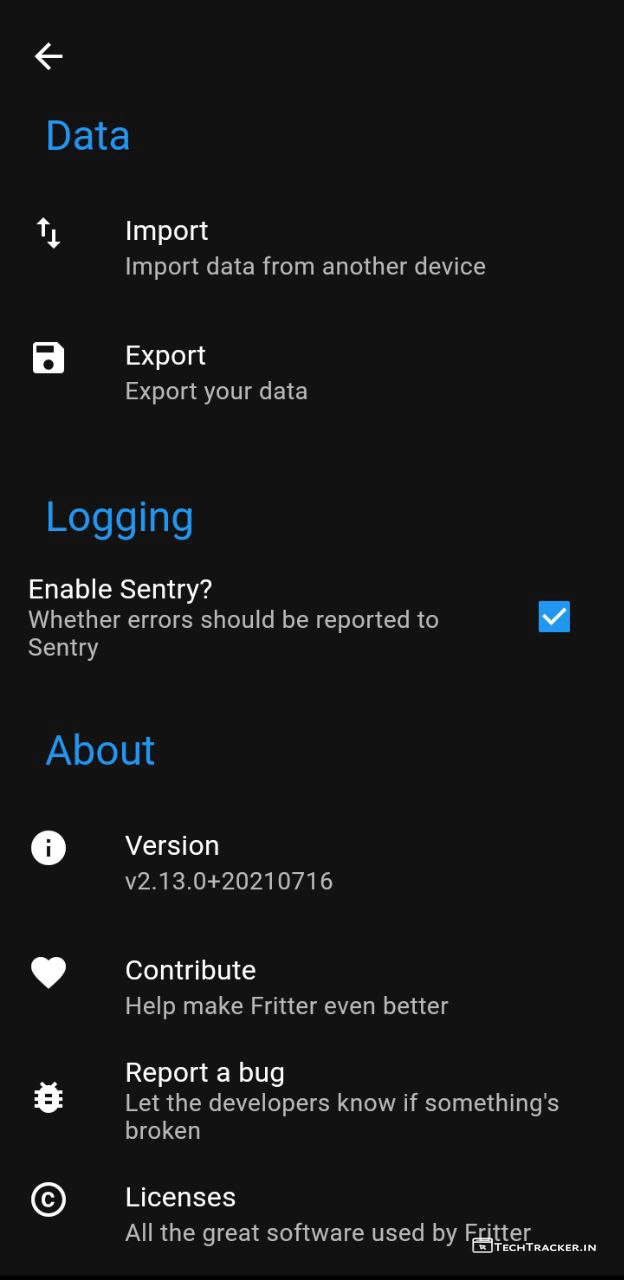 Data
Import
Import data from another device
Export
Export your data
Logging
Enable Sentry?
Whether errors should be reported to
Sentry
About
Version
v2.13.0+20210716
Contribute
Help make Fritter even better
Report a bug
Let the developers know if something's
broken
Licenses
All the great software used by Fritter
TECHTRACKER.IN